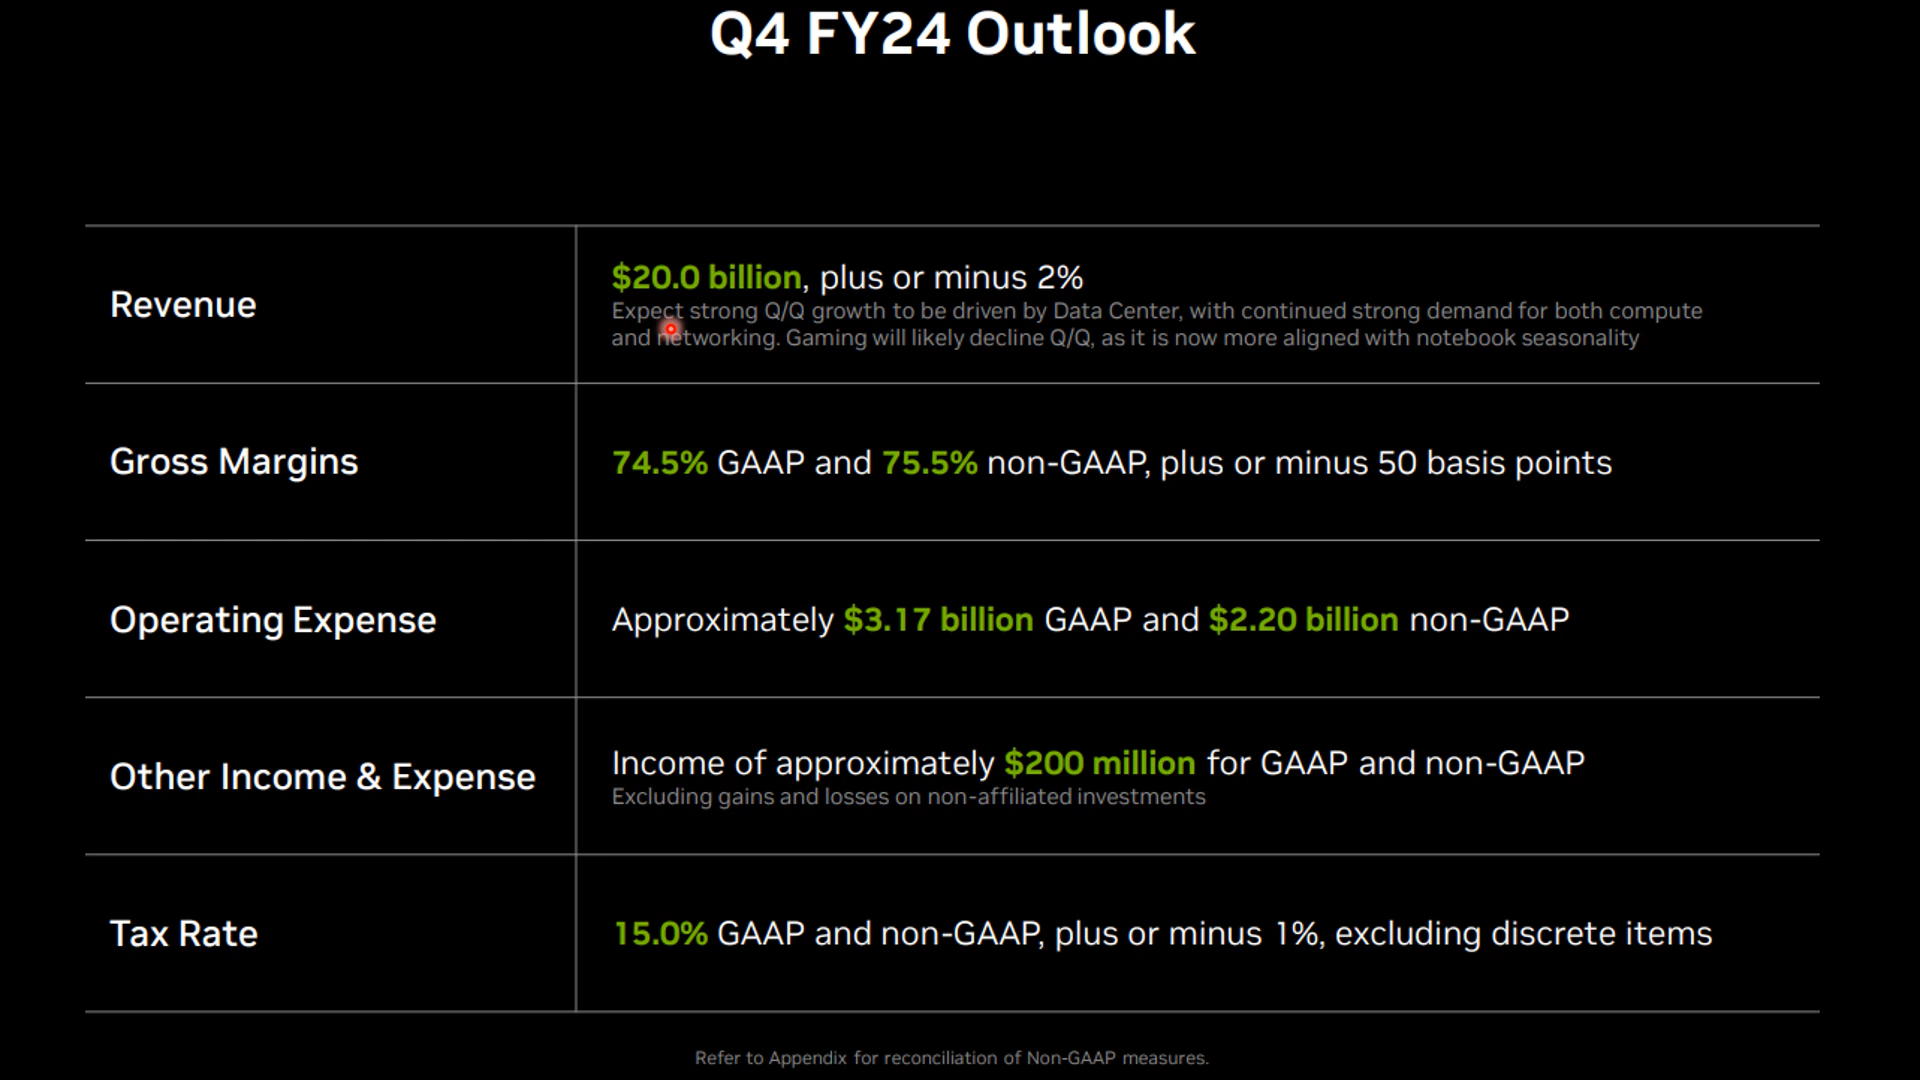 Q4 FY24 Outlook
Revenue
$20.0 billion, plus or minus 2%
Expect strong Q/Q growth to be driven by Data Center, with continued strong demand for both compute
and networking. Gaming will likely decline Q/Q, as it is now more aligned with notebook seasonality
Gross Margins
74.5% GAAP and 75.5% non-GAAP, plus or minus 50 basis points
Operating Expense
Approximately $3.17 billion GAAP and $2.20 billion non-GAAP
Other Income & Expense
Income of approximately $200 million for GAAP and non-GAAP
Excluding gains and losses on non-affiliated investments
Tax Rate
15.0% GAAP and non-GAAP, plus or minus 1%, excluding discrete items
Refer to Appendix for reconciliation of Non-GAAP measures.